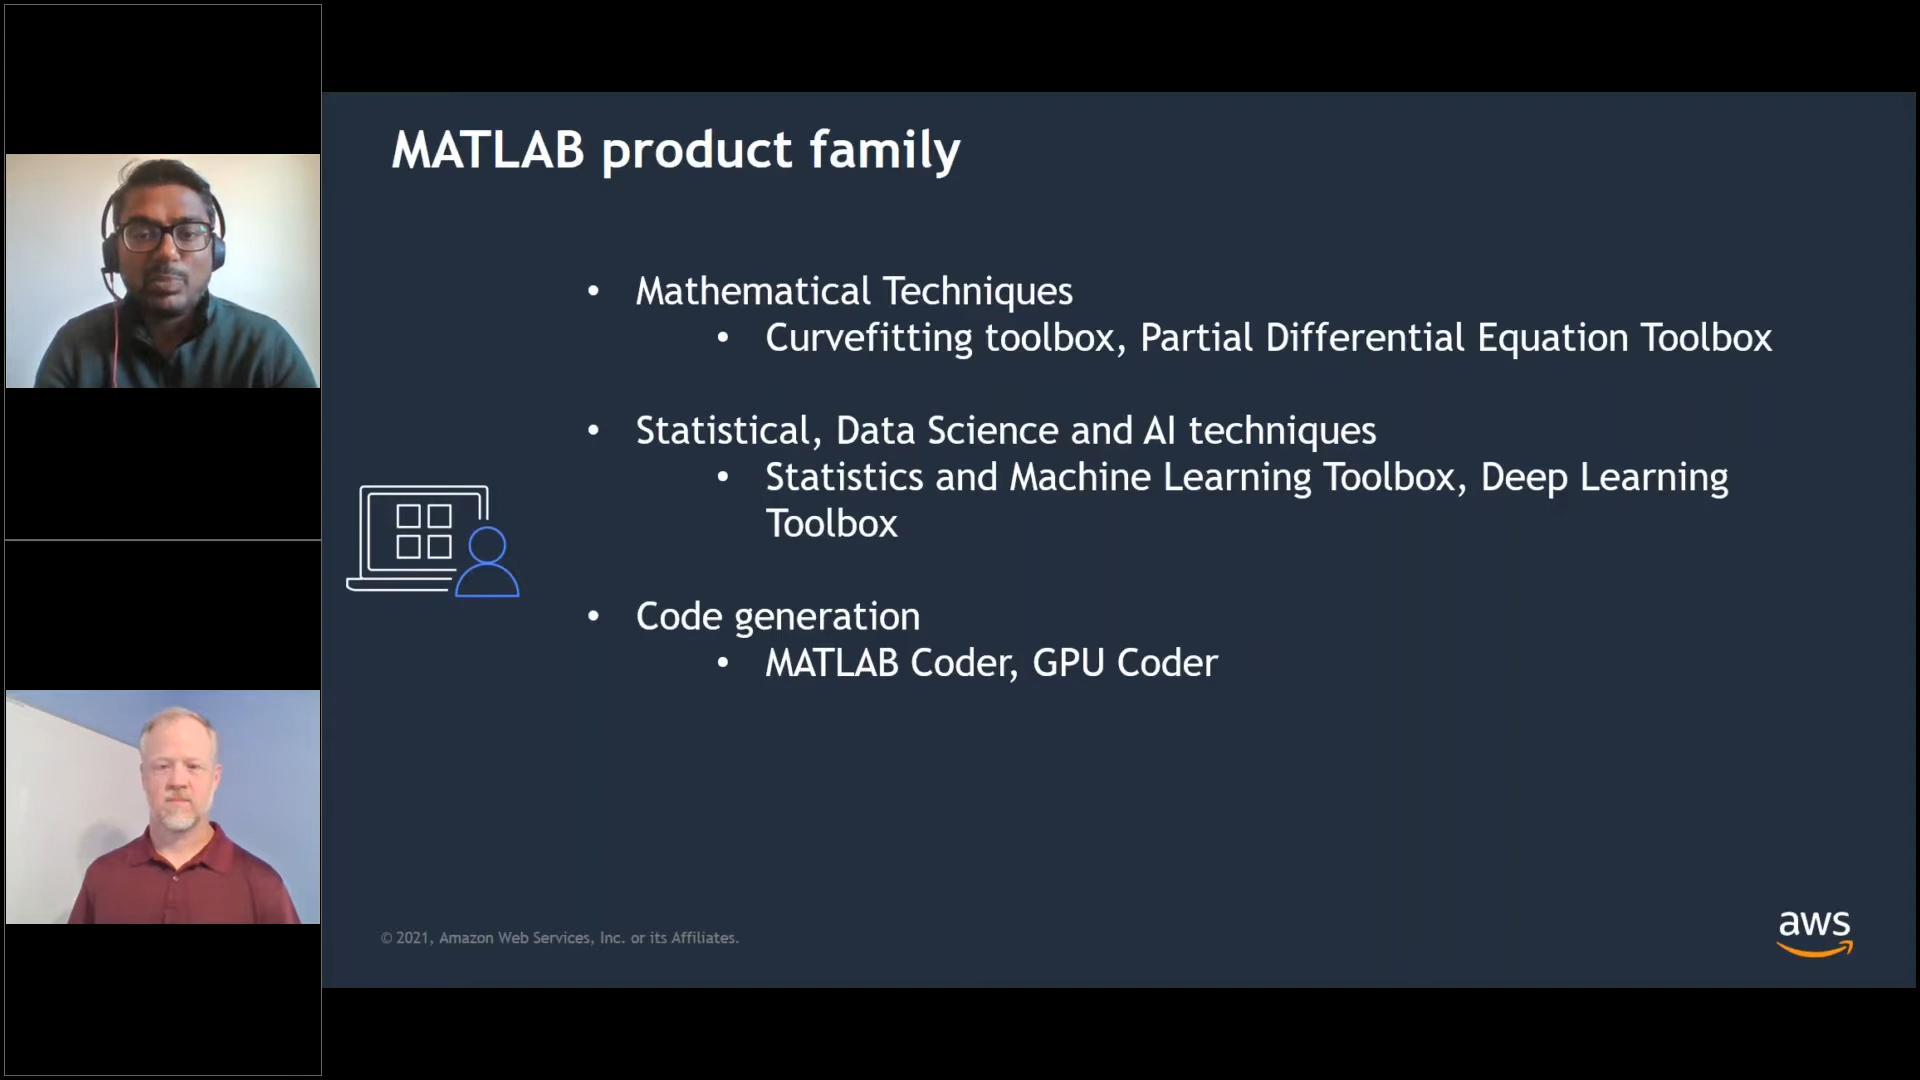 MATLAB product family
• Mathematical Techniques
• Curvefitting toolbox, Partial Differential Equation Toolbox
• Statistical, Data Science and AI techniques
• Statistics and Machine Learning Toolbox, Deep Learning
Toolbox
• Code generation
• MATLAB Coder, GPU Coder
© 2021, Amazon Web Services, Inc. or its Affiliates.
aws